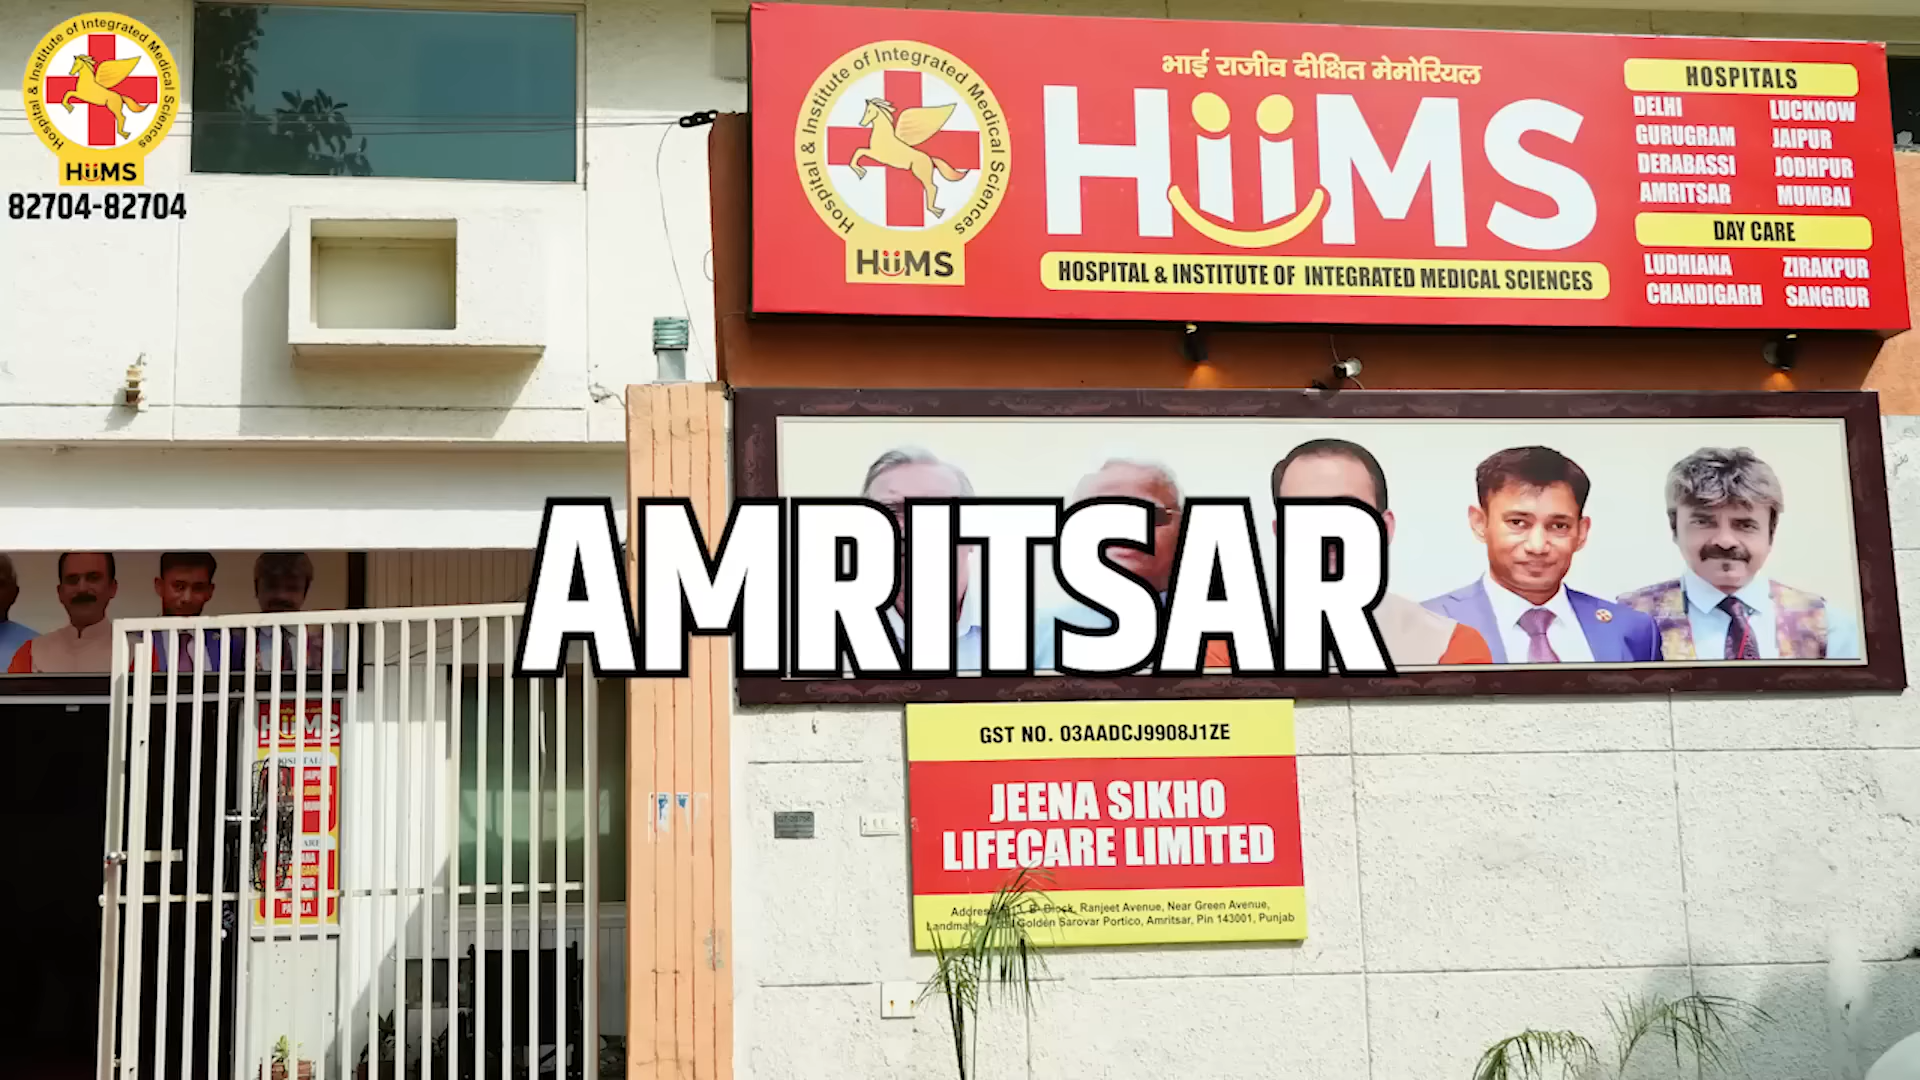 Hospital & Institute of Integrated Medical Sciences
HiiMS
82704-82704
भाई राजीव दीक्षित मेमोरियल
Hospital & Institute of Integrated Medical Sciences
HiiMS
HiiMS
HOSPITAL & INSTITUTE OF INTEGRATED MEDICAL SCIENCES
HOSPITALS
DELHI LUCKNOW
GURUGRAM JAIPUR
DERABASSI JODHPUR
AMRITSAR MUMBAI
DAY CARE
LUDHIANA ZIRAKPUR
CHANDIGARH SANGRUR
AMRITSAR
GST NO. 03AADCJ9908J1ZE
JEENA SIKHO
LIFECARE LIMITED
Block, Ranjeet Avenue, Near Green Avenue,
Golden Sarovar Portico, Amritsar, Pin 143001, Punjab
HiiMS